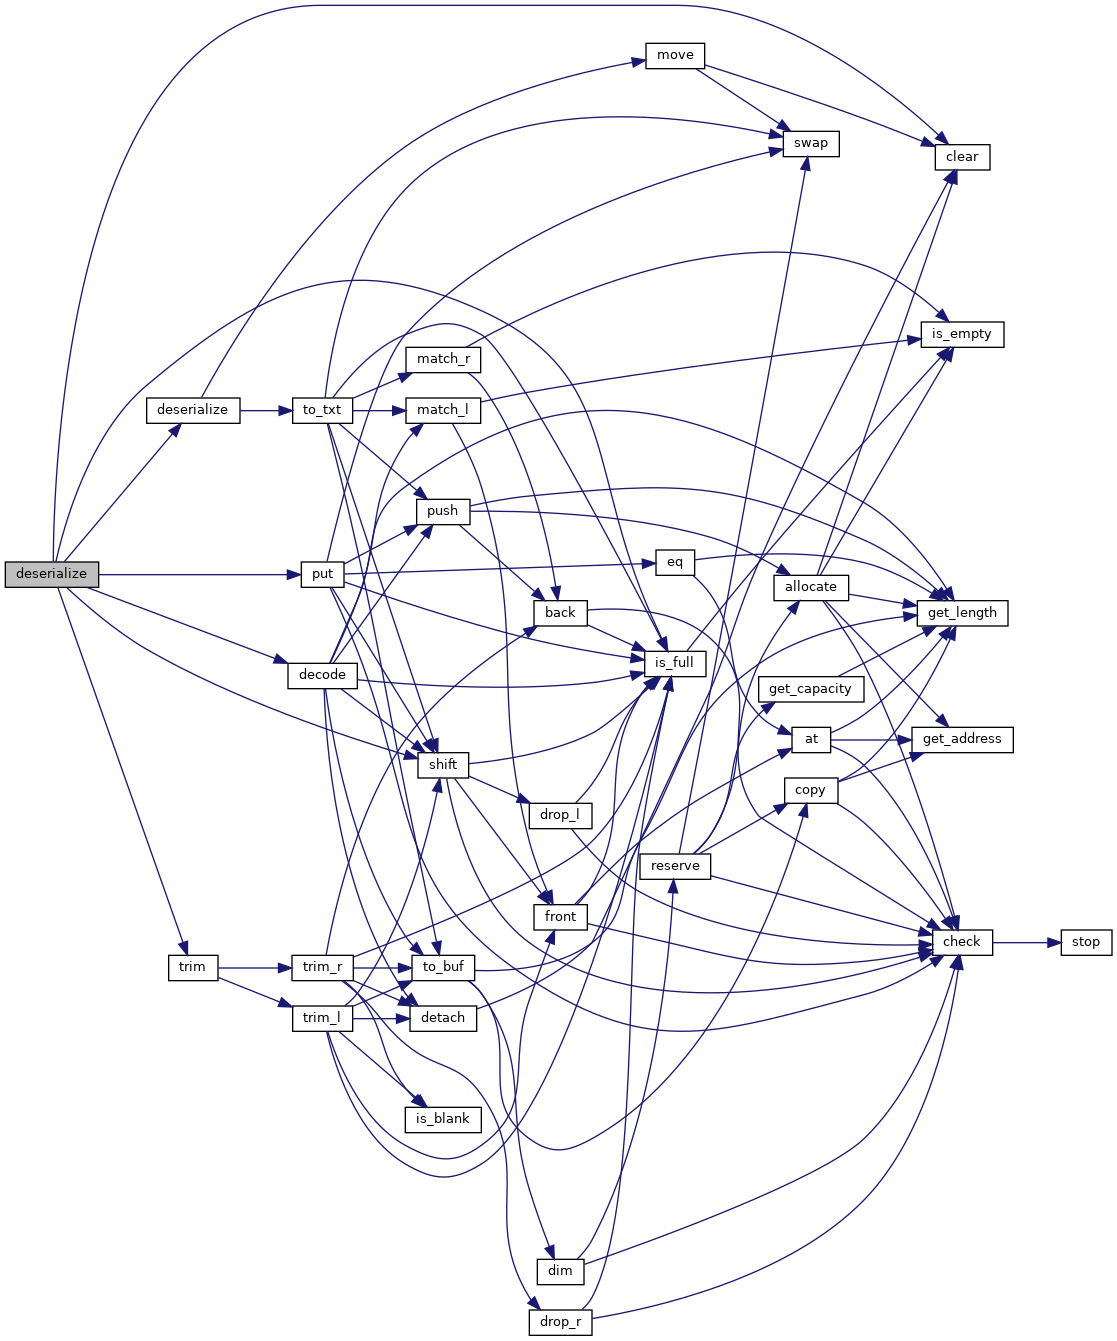 move
swap
clear
is_empty
match_r
deserialize
to_txt
match_l
push
eq
deserialize
put
allocate
back
get_length
is_full
decode
get_capacity
at
get_address
shift
copy
drop_l
reserve
front
check
stop
trim
trim_r
to_buf
trim_l
detach
is_blank
dim
drop_r